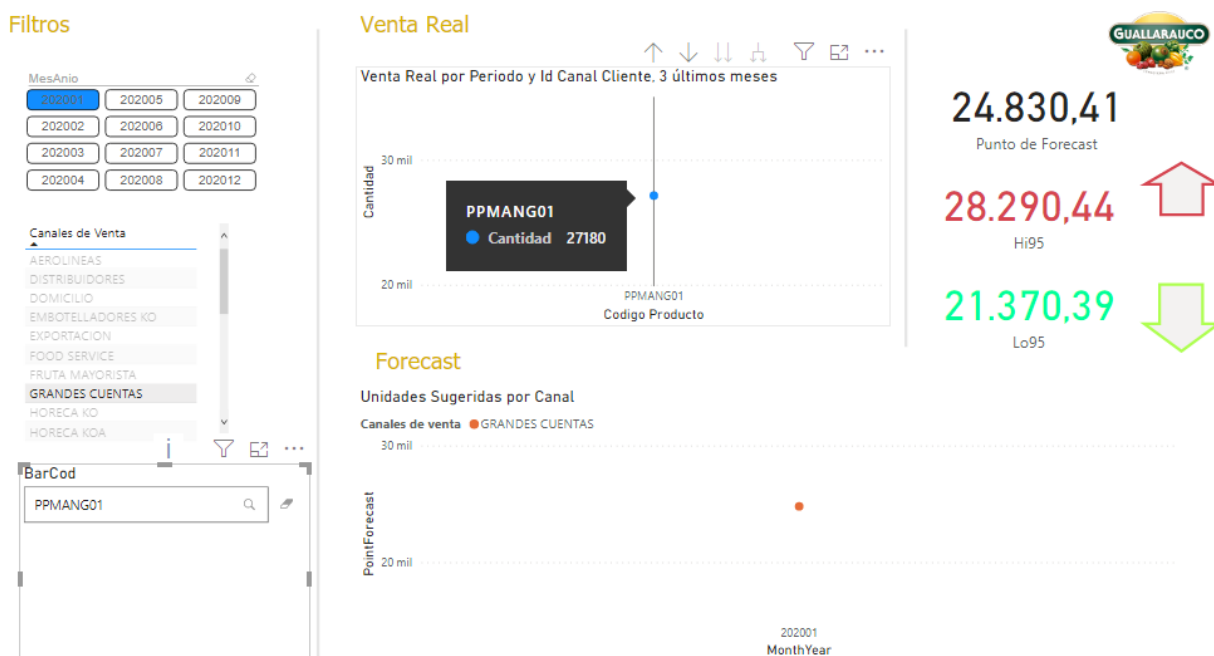 Filtros
MesAnio
202001 202005 202009
202002 202006 202010
202003 202007 202011
202004 202008 202012
Canales de Venta
AEROLINEAS
DISTRIBUIDORES
DOMICILIO
EMBOTELLADORES KO
EXPORTACION
FOOD SERVICE
FRUTA MAYORISTA
GRANDES CUENTAS
HORECA KO
HORECA KOA
BarCod
PPMANG01
Venta Real
Venta Real por Periodo y Id Canal Cliente, 3 últimos meses
Cantidad
30 mil
20 mil
PPMANG01
Cantidad 27180
PPMANG01
Codigo Producto
Forecast
Unidades Sugeridas por Canal
Canales de venta GRANDES CUENTAS
PointForecast
30 mil
20 mil
202001
MonthYear
GUALLARAUCO
24.830,41
Punto de Forecast
28.290,44
Hi95
21.370,39
Lo95